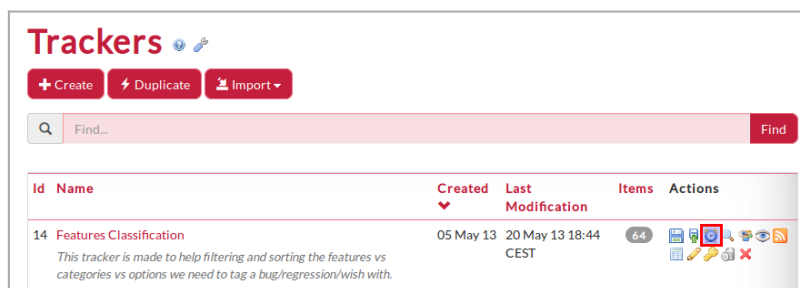 Trackers
Create Duplicate Import
Find... Find
Id Name Created Last Modification Items Actions
14 Features Classification 05 May 13 20 May 13 18:44 CEST 64
This tracker is made to help filtering and sorting the features vs
categories vs options we need to tag a bug/regression/wish with.